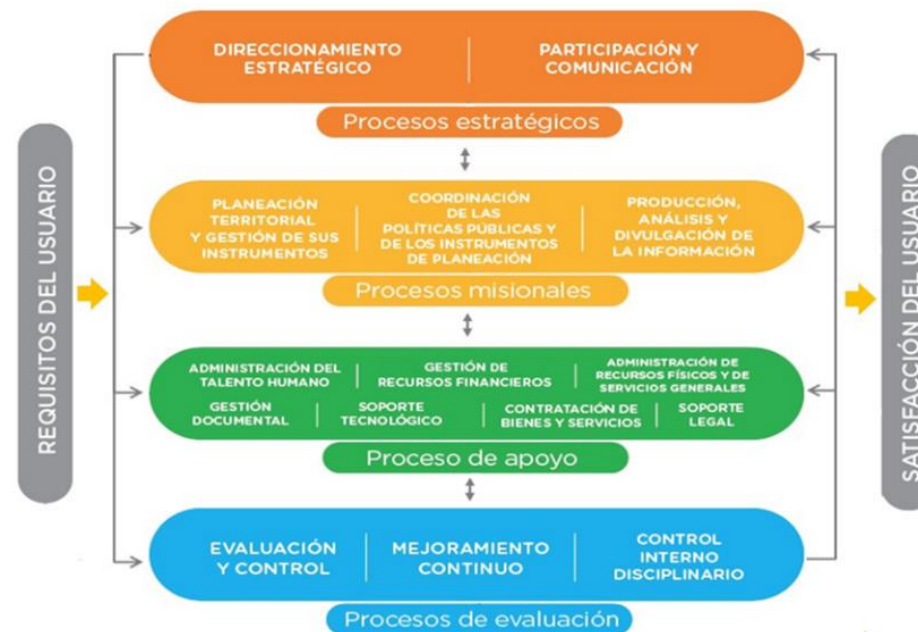 REQUISITOS DEL USUARIO
DIRECCIONAMIENTO
ESTRATÉGICO
PARTICIPACIÓN Y
COMUNICACIÓN
Procesos estratégicos
PLANEACIÓN
TERRITORIAL
Y GESTIÓN DE SUS
INSTRUMENTOS
COORDINACIÓN
DE LAS
POLÍTICAS PÚBLICAS Y
DE LOS INSTRUMENTOS
DE PLANEACIÓN
PRODUCCIÓN,
ANÁLISIS Y
DIVULGACIÓN DE
LA INFORMACIÓN
Procesos misionales
ADMINISTRACIÓN DEL
TALENTO HUMANO
GESTIÓN DE
RECURSOS FINANCIEROS
ADMINISTRACIÓN DE
RECURSOS FÍSICOS Y DE
SERVICIOS GENERALES
GESTIÓN
DOCUMENTAL
SOPORTE
TECNOLÓGICO
CONTRATACIÓN DE
BIENES Y SERVICIOS
SOPORTE
LEGAL
Proceso de apoyo
EVALUACIÓN
Y CONTROL
MEJORAMIENTO
CONTINUO
CONTROL
INTERNO
DISCIPLINARIO
Procesos de evaluación
SATISFACCIÓN DEL USUARIO